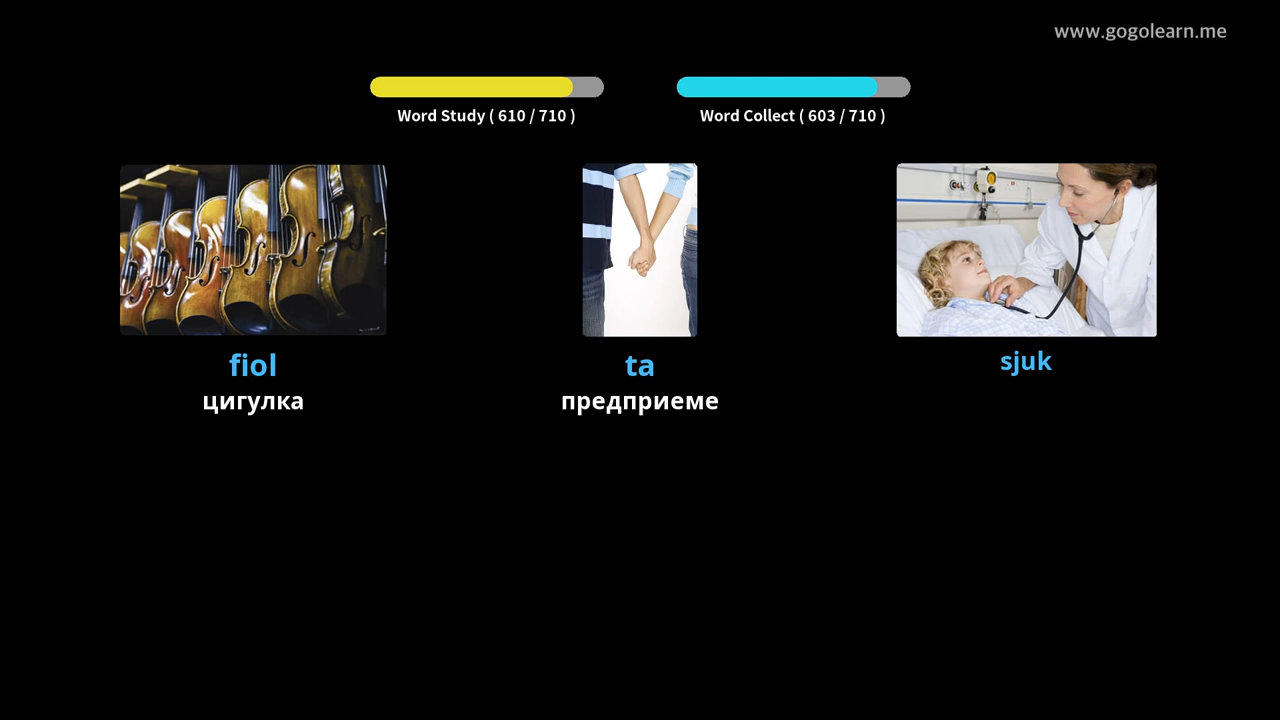 www.gogolearn.me
Word Study ( 610 / 710 )
Word Collect ( 603 / 710 )
fiol
цигулка
ta
предприеме
sjuk